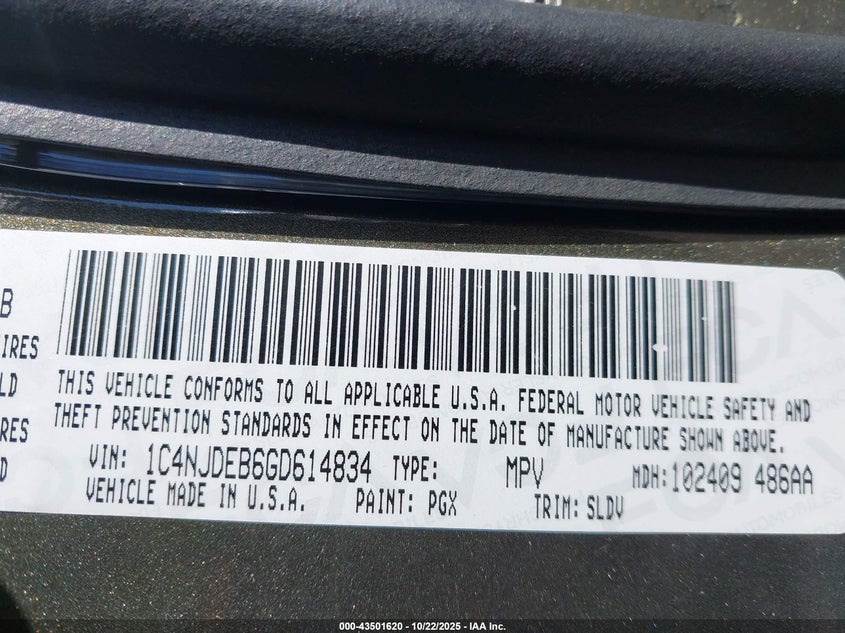 B
IRES
LD
RES
D
THIS VEHICLE CONFORMS TO ALL APPLICABLE U.S.A. FEDERAL MOTOR VEHICLE SAFETY AND
THEFT PREVENTION STANDARDS IN EFFECT ON THE DATE OF MANUFACTURE SHOWN ABOVE.
VIN: 1C4NJDEB6GD614834 TYPE: MPV MDH: 102409 486AA
VEHICLE MADE IN U.S.A. PAINT: PGX TRIM: SLDV
000-43501620 - 10/22/2025 - IAA Inc.